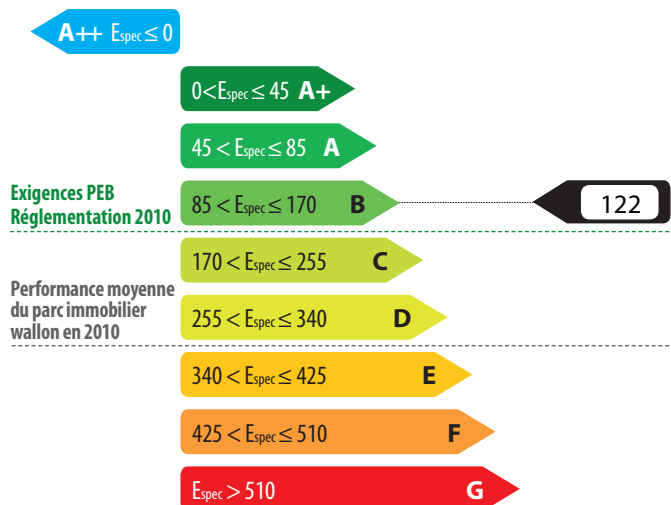 A++ Espec ≤ 0
0<Espec ≤ 45 A+
45 < Espec ≤ 85 A
Exigences PEB
Réglementation 2010
85 < Espec ≤ 170 B
122
170 < Espec ≤ 255 C
Performance moyenne
du parc immobilier
wallon en 2010
255 < Espec ≤ 340 D
340 < Espec ≤ 425 E
425 < Espec ≤ 510 F
Espec > 510 G